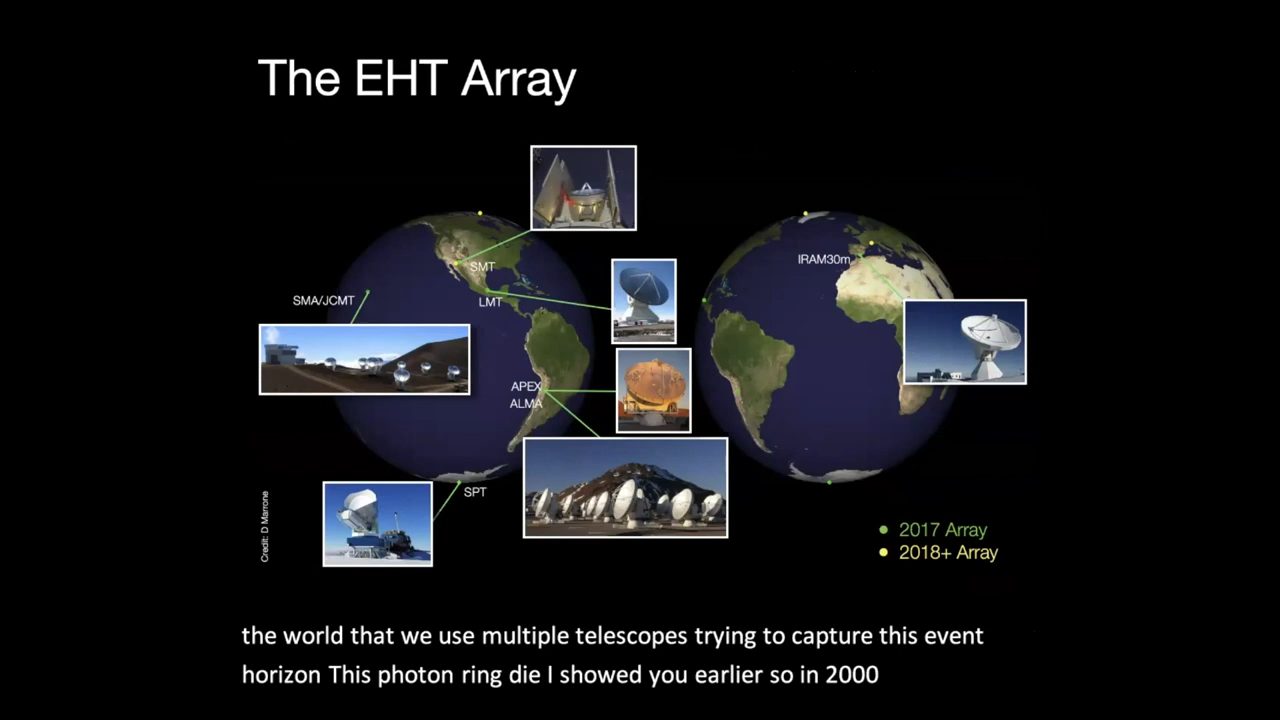 The EHT Array
SMT
IRAM30m
SMA/JCMT
LMT
APEX
ALMA
SPT
Credit: D Marrone
2017 Array
2018+ Array
the world that we use multiple telescopes trying to capture this event
horizon This photon ring die I showed you earlier so in 2000